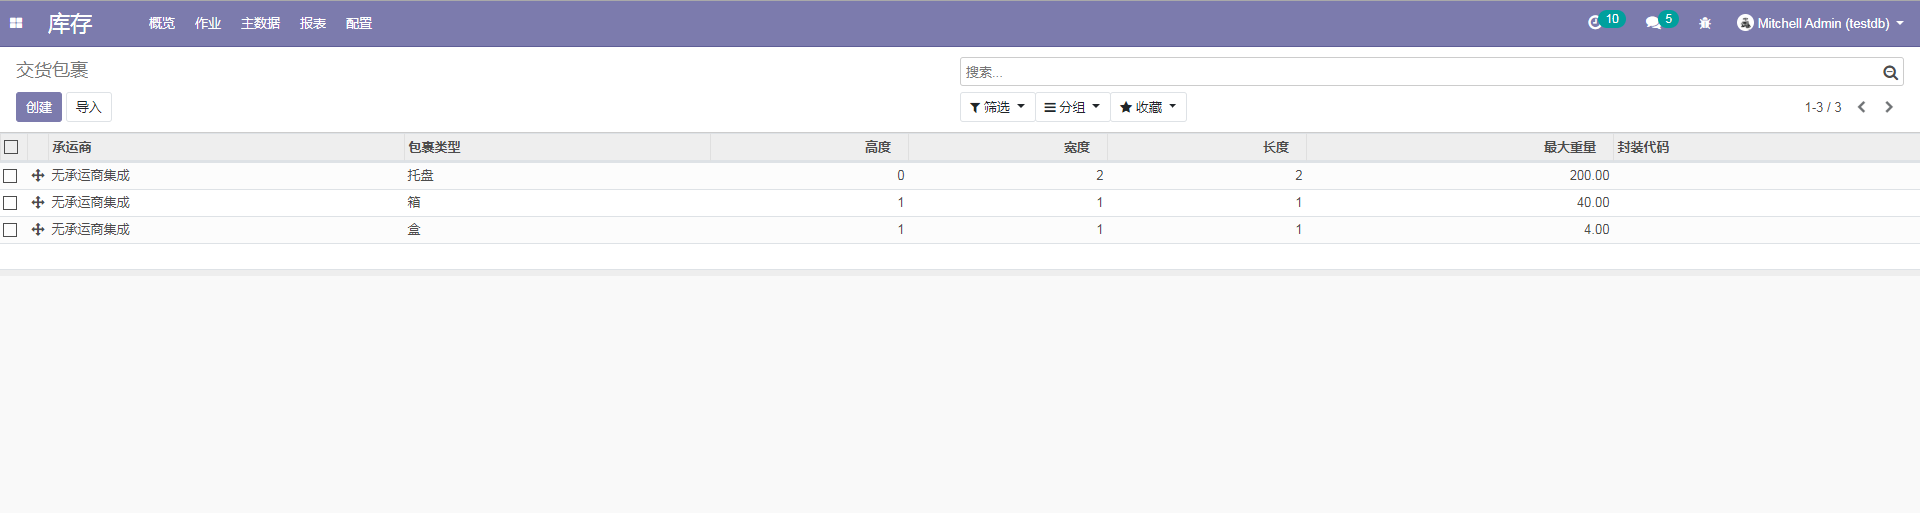 库存 概览 作业 主数据 报表 配置 10 5 Mitchell Admin (testdb)
交货包裹 搜索...
创建 导入 筛选 分组 收藏 1-3 / 3
承运商 包裹类型 高度 宽度 长度 最大重量 封装代码
无承运商集成 托盘 0 2 2 200.00
无承运商集成 箱 1 1 1 40.00
无承运商集成 盒 1 1 1 4.00